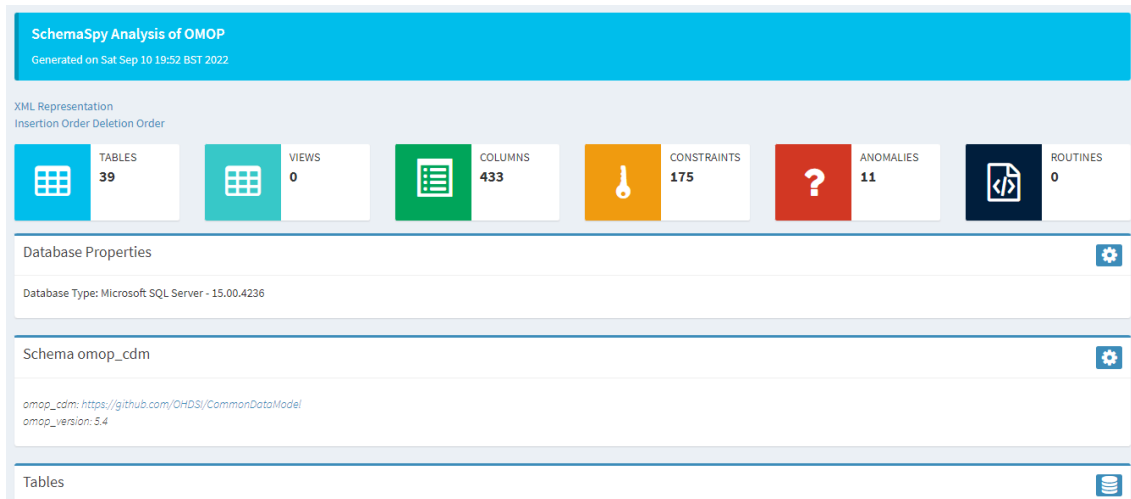 SchemaSpy Analysis of OMOP
Generated on Sat Sep 10 19:52 BST 2022
XML Representation
Insertion Order Deletion Order
TABLES
39
VIEWS
0
COLUMNS
433
CONSTRAINTS
175
ANOMALIES
11
ROUTINES
0
Database Properties
Database Type: Microsoft SQL Server - 15.00.4236
Schema omop_cdm
omop_cdm: https://github.com/OHDSI/CommonDataModel
omop_version: 5.4
Tables